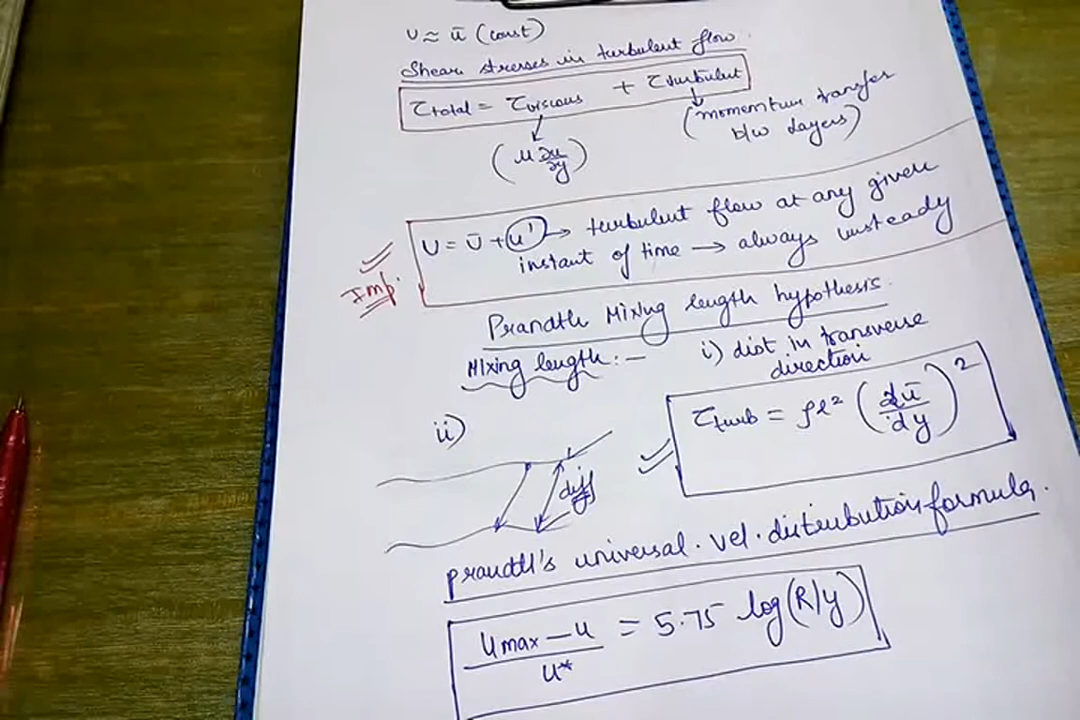 U ≈ ū (const)
Shear stresses in turbulent flow
τtotal = τviscous + τturbulent
(μ ∂u/∂y)
(momentum transfer
b/w layers)
U = Ū + u' → turbulent flow at any given
instant of time → always unsteady
Imp.
Prandtl Mixing length hypothesis
Mixing length :- i) dist in transverse
direction
ii)
diff
τturb = ρl² (dū/dy)²
prandtl's universal. vel. distribution formula.
Umax - u / u* = 5.75 log(R/y)